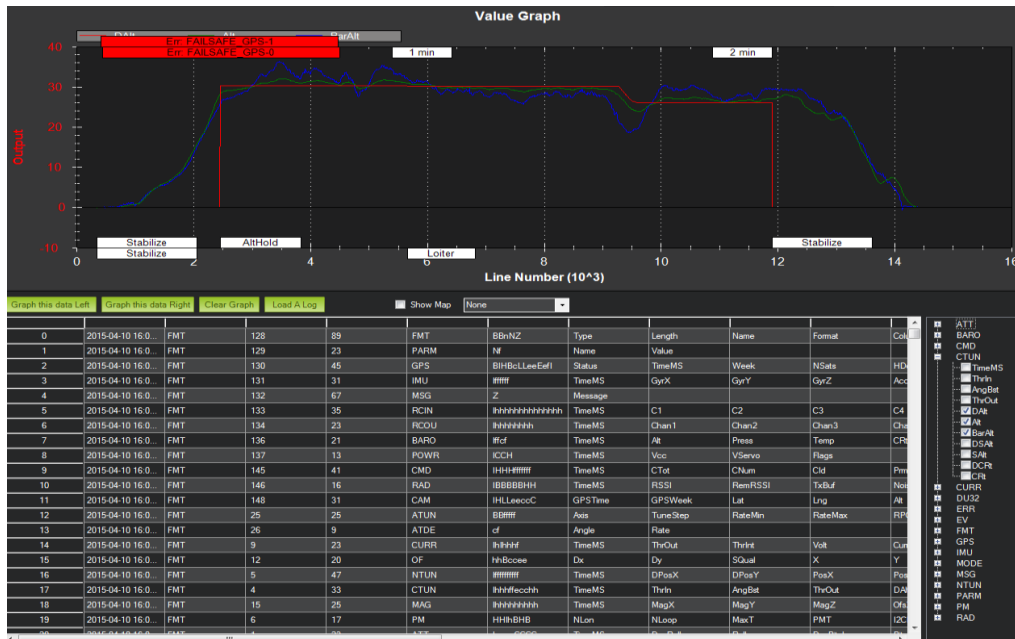 Value Graph
DAlt Alt BarAlt
Err: FAILSAFE_GPS-1
Err: FAILSAFE_GPS-0
1 min 2 min
40
30
20
10
0
-10
Output
Stabilize AltHold Stabilize
Stabilize Loiter
0 2 4 6 8 10 12 14 16
Line Number (10^3)
Graph this data Left Graph this data Right Clear Graph Load A Log Show Map None
0 2015-04-10 16:0... FMT 128 89 FMT BBnNZ Type Length Name Format Colu
1 2015-04-10 16:0... FMT 129 23 PARM Nf Name Value
2 2015-04-10 16:0... FMT 130 45 GPS BIHBcLLeeEefI Status TimeMS Week NSats HD
3 2015-04-10 16:0... FMT 131 31 IMU Iffffff TimeMS GyrX GyrY GyrZ Acc
4 2015-04-10 16:0... FMT 132 67 MSG Z Message
5 2015-04-10 16:0... FMT 133 35 RCIN Ihhhhhhhhhhhhhh TimeMS C1 C2 C3 C4
6 2015-04-10 16:0... FMT 134 23 RCOU Ihhhhhhhh TimeMS Chan1 Chan2 Chan3 Cha
7 2015-04-10 16:0... FMT 136 21 BARO Iffcf TimeMS Alt Press Temp CRt
8 2015-04-10 16:0... FMT 137 13 POWR ICCH TimeMS Vcc VServo Flags
9 2015-04-10 16:0... FMT 145 41 CMD IHHHfffffff TimeMS CTot CNum CId Prm
10 2015-04-10 16:0... FMT 146 16 RAD IBBBBBHH TimeMS RSSI RemRSSI TxBuf Noi
11 2015-04-10 16:0... FMT 148 31 CAM IHLLeeccC GPSTime GPSWeek Lat Lng Alt
12 2015-04-10 16:0... FMT 25 25 ATUN BBfffff Axis TuneStep RateMin RateMax RP
13 2015-04-10 16:0... FMT 26 9 ATDE cf Angle Rate
14 2015-04-10 16:0... FMT 9 23 CURR IhIhhhf TimeMS ThrOut ThrInt Volt Curr
15 2015-04-10 16:0... FMT 12 20 OF hhBccee Dx Dy SQual X Y
16 2015-04-10 16:0... FMT 5 47 NTUN Iffffffffff TimeMS DPosX DPosY PosX Pos
17 2015-04-10 16:0... FMT 4 33 CTUN Ihhhffecchh TimeMS ThrIn AngBst ThrOut DAl
18 2015-04-10 16:0... FMT 15 25 MAG Ihhhhhhhhh TimeMS MagX MagY MagZ Ofs
19 2015-04-10 16:0... FMT 6 17 PM HHIhBHB NLon NLoop MaxT PMT I2C
ATT
BARO
CMD
CTUN
TimeMS
ThrIn
AngBst
ThrOut
DAlt
Alt
BarAlt
DSAlt
SAlt
DCRt
CRt
CURR
DU32
ERR
EV
FMT
GPS
IMU
MODE
MSG
NTUN
PARM
PM
RAD